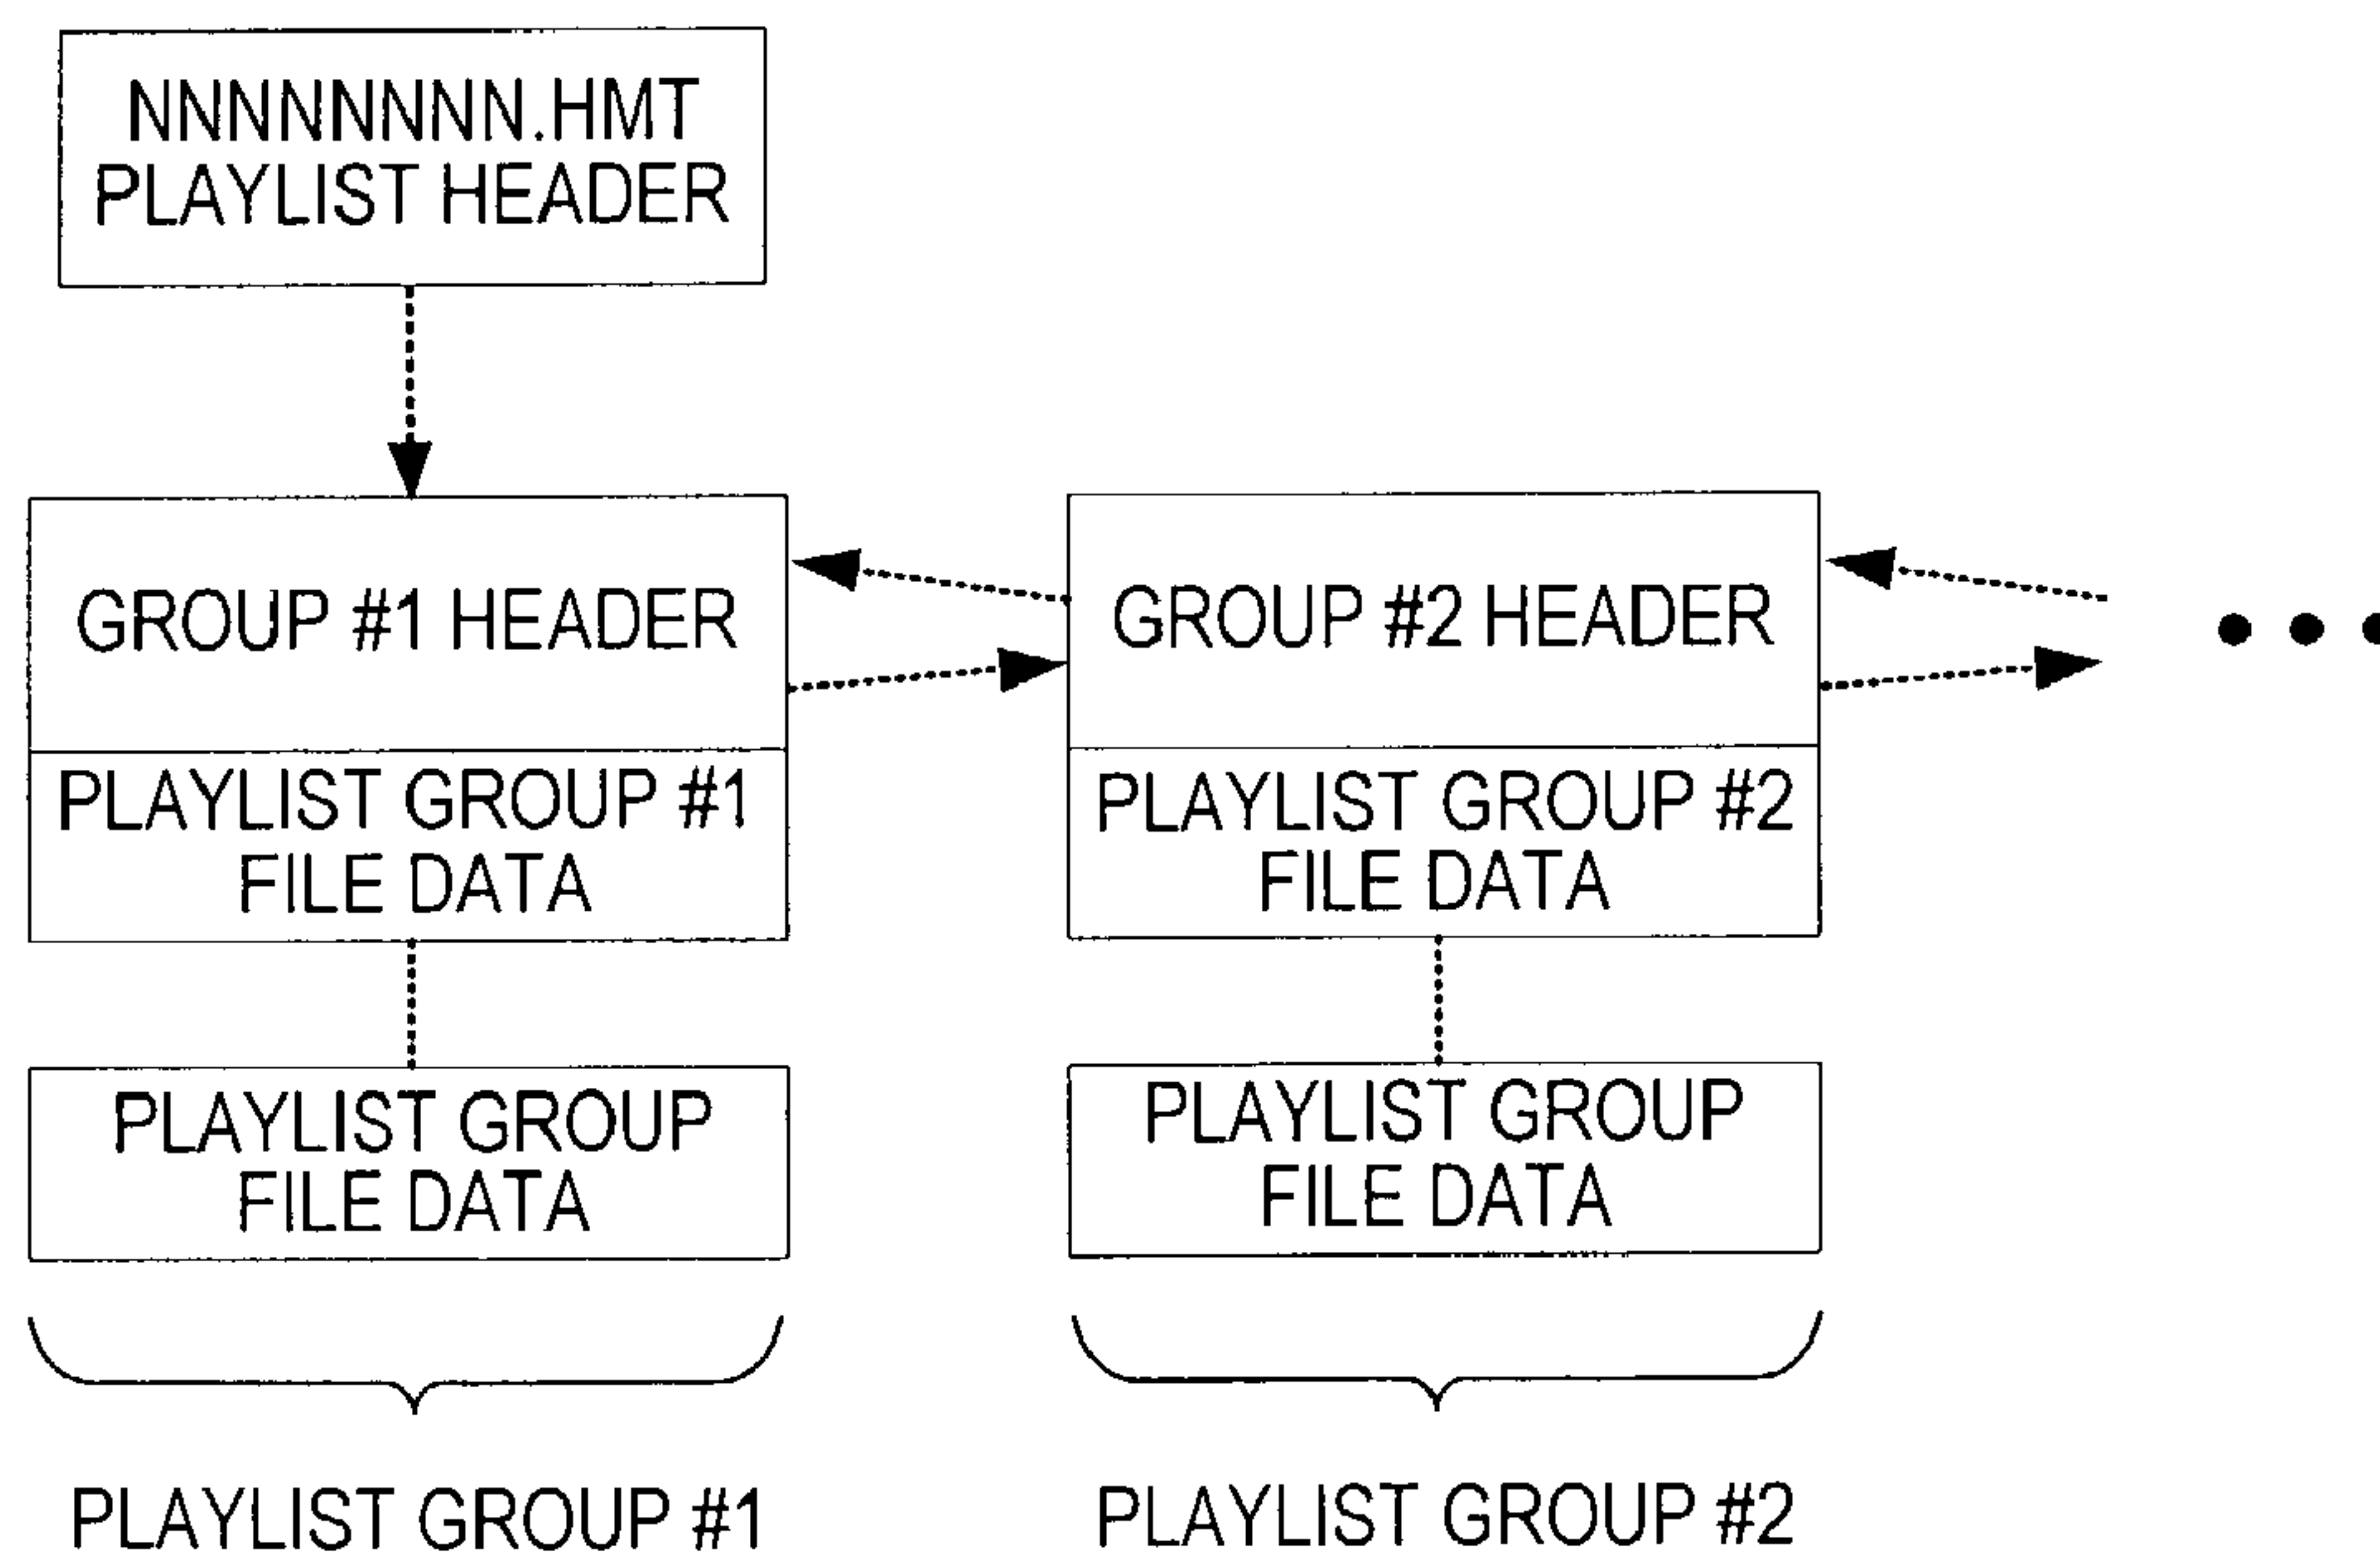 NNNNNNNN.HMT
PLAYLIST HEADER
GROUP #1 HEADER
GROUP #2 HEADER
PLAYLIST GROUP #1
FILE DATA
PLAYLIST GROUP #2
FILE DATA
PLAYLIST GROUP
FILE DATA
PLAYLIST GROUP
FILE DATA
PLAYLIST GROUP #1
PLAYLIST GROUP #2